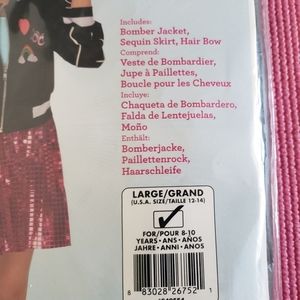 Includes:
Bomber Jacket,
Sequin Skirt, Hair Bow
Comprend:
Veste de Bombardier,
Jupe à Paillettes,
Boucle pour les Cheveux
Incluye:
Chaqueta de Bombardero,
Falda de Lentejuelas,
Moño
Enthält:
Bomberjacke,
Paillettenrock,
Haarschleife
LARGE/GRAND
(U.S.A. SIZE/TAILLE 12-14)
FOR/POUR 8-10
YEARS • ANS • AÑOS
JAHRE • ANNI • ANOS
8 83028 26752 1